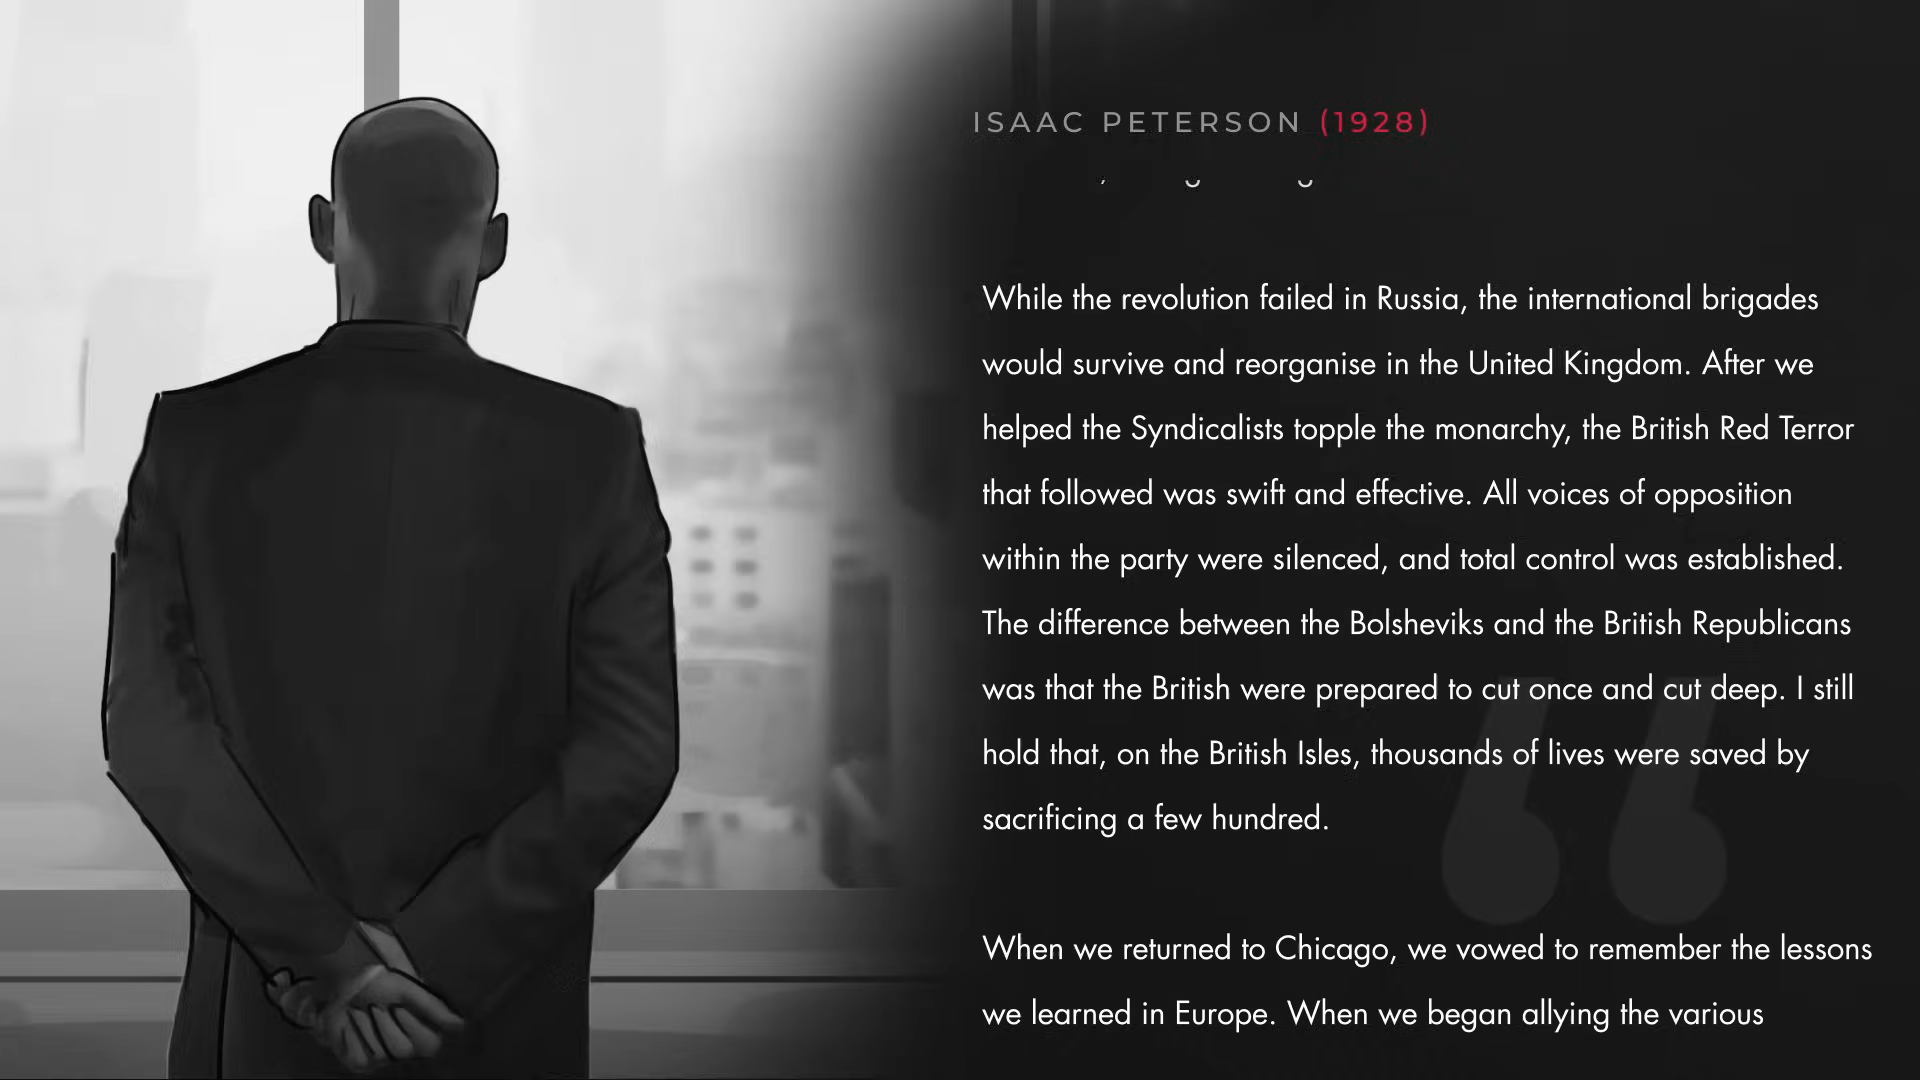 ISAAC PETERSON (1928)
While the revolution failed in Russia, the international brigades
would survive and reorganise in the United Kingdom. After we
helped the Syndicalists topple the monarchy, the British Red Terror
that followed was swift and effective. All voices of opposition
within the party were silenced, and total control was established.
The difference between the Bolsheviks and the British Republicans
was that the British were prepared to cut once and cut deep. I still
hold that, on the British Isles, thousands of lives were saved by
sacrificing a few hundred.
When we returned to Chicago, we vowed to remember the lessons
we learned in Europe. When we began allying the various